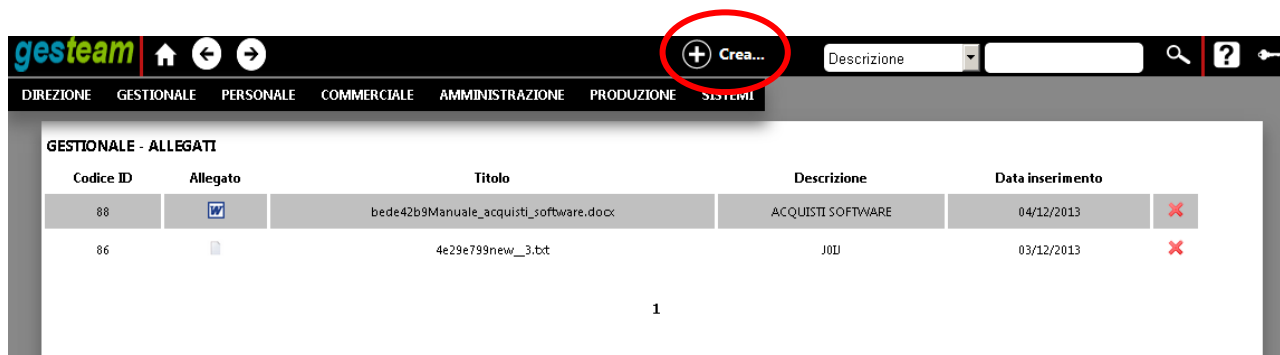 gesteam Crea... Descrizione ?
DIREZIONE GESTIONALE PERSONALE COMMERCIALE AMMINISTRAZIONE PRODUZIONE SISTEMI
GESTIONALE - ALLEGATI
Codice ID Allegato Titolo Descrizione Data inserimento
88 W bede42b9Manuale_acquisti_software.docx ACQUISTI SOFTWARE 04/12/2013
86 4e29e799new__3.txt 03/12/2013
1